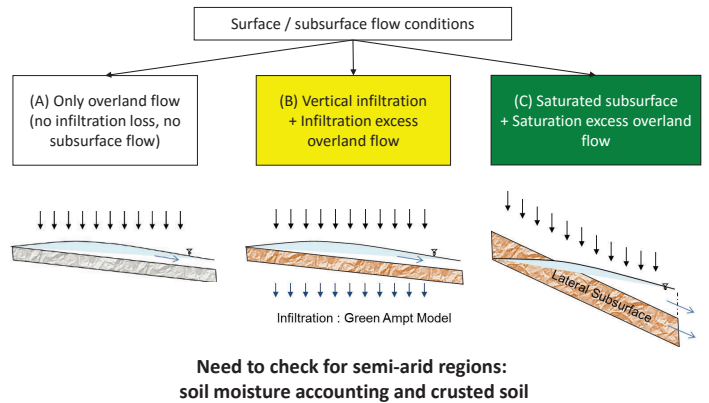 Surface / subsurface flow conditions
(A) Only overland flow
(no infiltration loss, no
subsurface flow)
(B) Vertical infiltration
+ Infiltration excess
overland flow
(C) Saturated subsurface
+ Saturation excess overland
flow
Lateral Subsurface
Infiltration : Green Ampt Model
Need to check for semi-arid regions:
soil moisture accounting and crusted soil